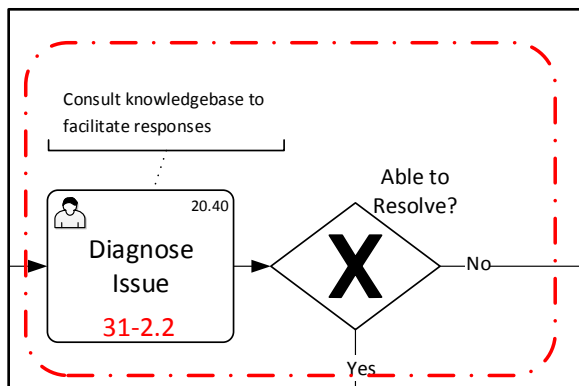 Consult knowledgebase to
facilitate responses
20.40
Diagnose
Issue
31-2.2
Able to
Resolve?
X
No
Yes